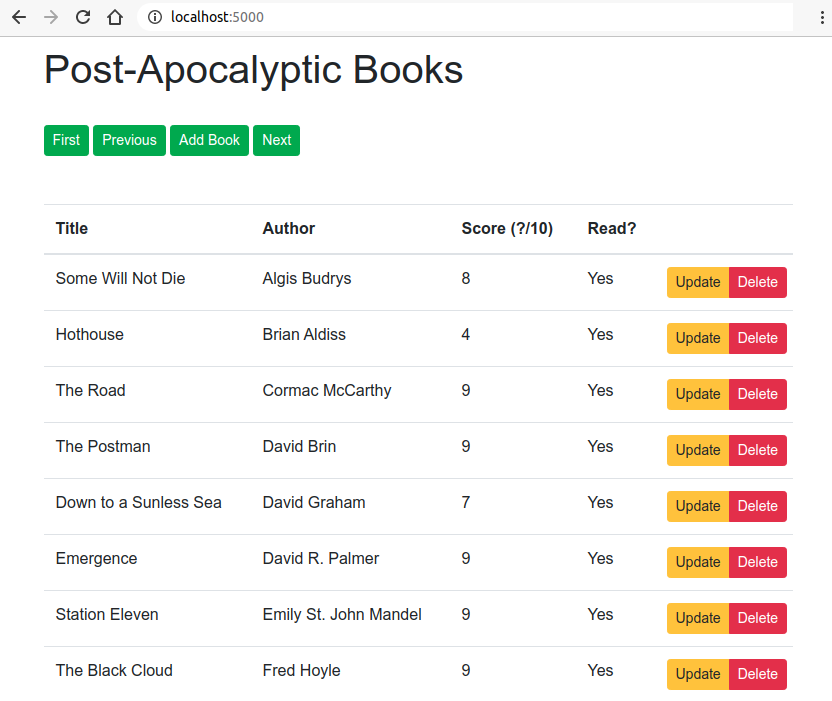 localhost:5000
Post-Apocalyptic Books
First Previous Add Book Next
Title Author Score (?/10) Read?
Some Will Not Die Algis Budrys 8 Yes Update Delete
Hothouse Brian Aldiss 4 Yes Update Delete
The Road Cormac McCarthy 9 Yes Update Delete
The Postman David Brin 9 Yes Update Delete
Down to a Sunless Sea David Graham 7 Yes Update Delete
Emergence David R. Palmer 9 Yes Update Delete
Station Eleven Emily St. John Mandel 9 Yes Update Delete
The Black Cloud Fred Hoyle 9 Yes Update Delete